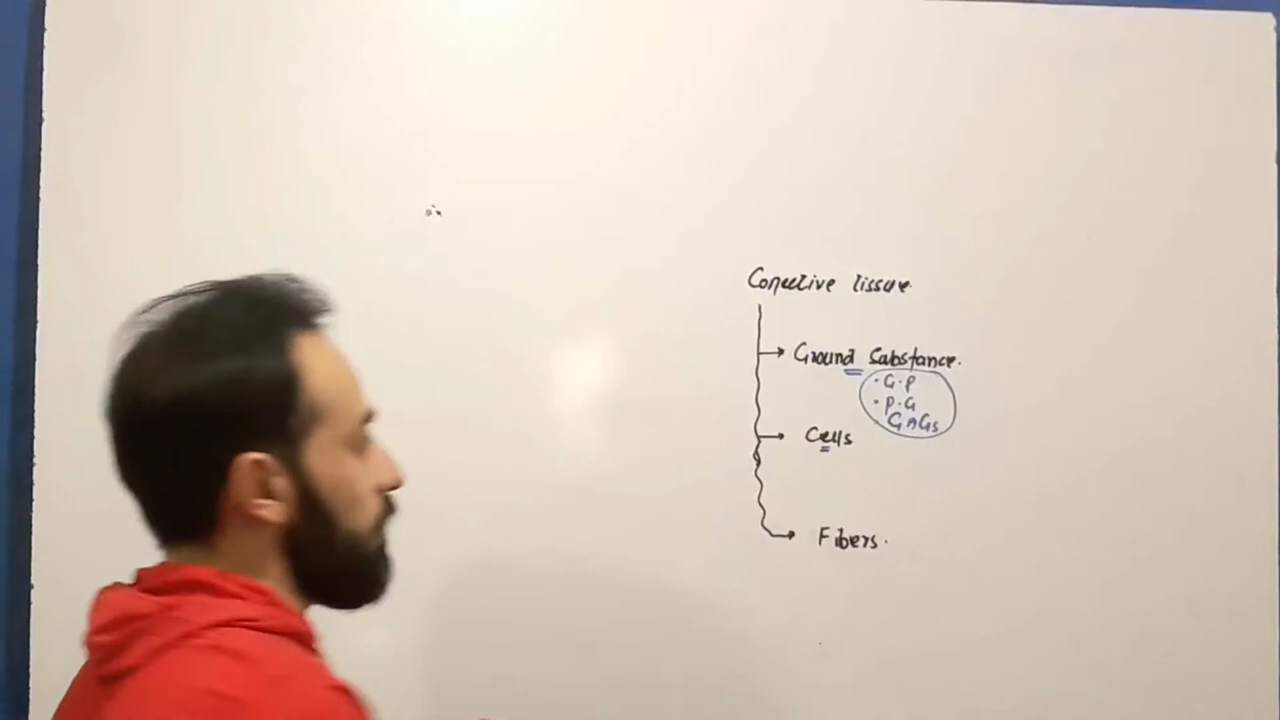 Conective tissue.
Ground Substance.
• G.P
• P.G
GAGs
Cells
Fibers.